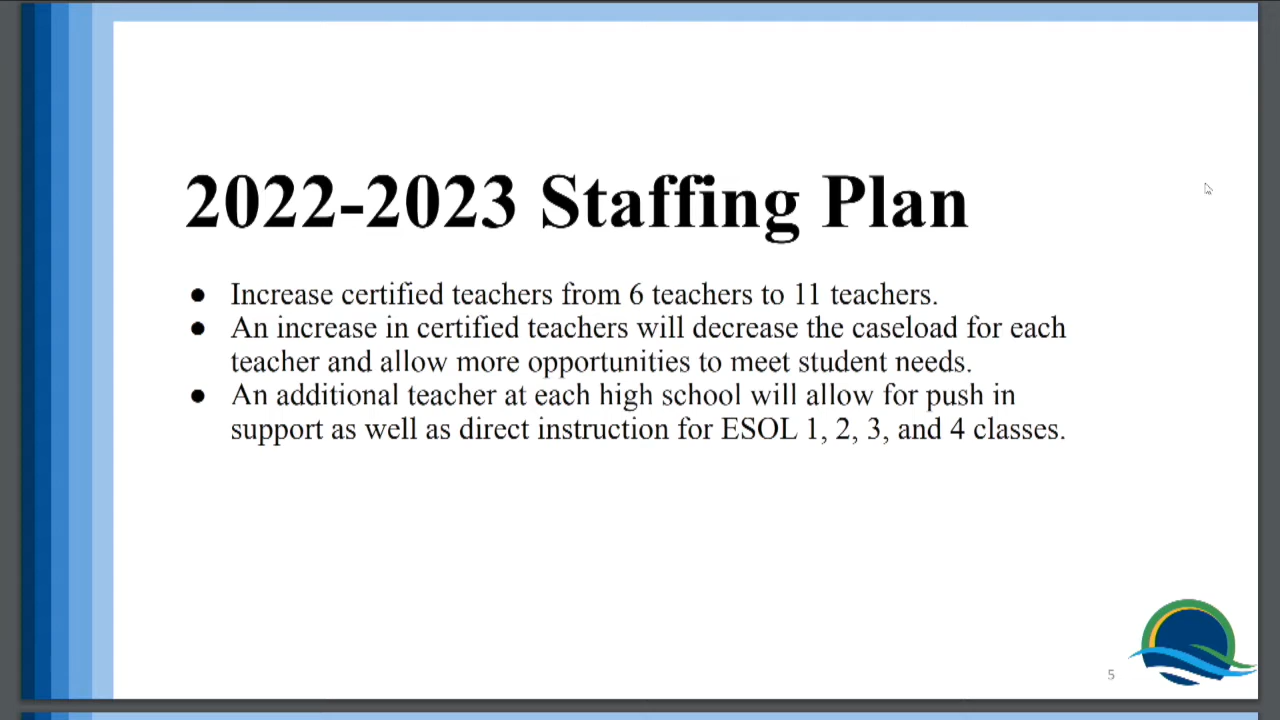 2022-2023 Staffing Plan
● Increase certified teachers from 6 teachers to 11 teachers.
● An increase in certified teachers will decrease the caseload for each
teacher and allow more opportunities to meet student needs.
● An additional teacher at each high school will allow for push in
support as well as direct instruction for ESOL 1, 2, 3, and 4 classes.
5